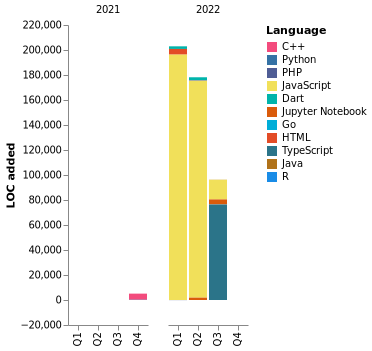 2021 2022
Language
C++
Python
PHP
JavaScript
Dart
Jupyter Notebook
Go
HTML
TypeScript
Java
R
LOC added
220,000
200,000
180,000
160,000
140,000
120,000
100,000
80,000
60,000
40,000
20,000
0
−20,000
Q1 Q2 Q3 Q4 Q1 Q2 Q3 Q4